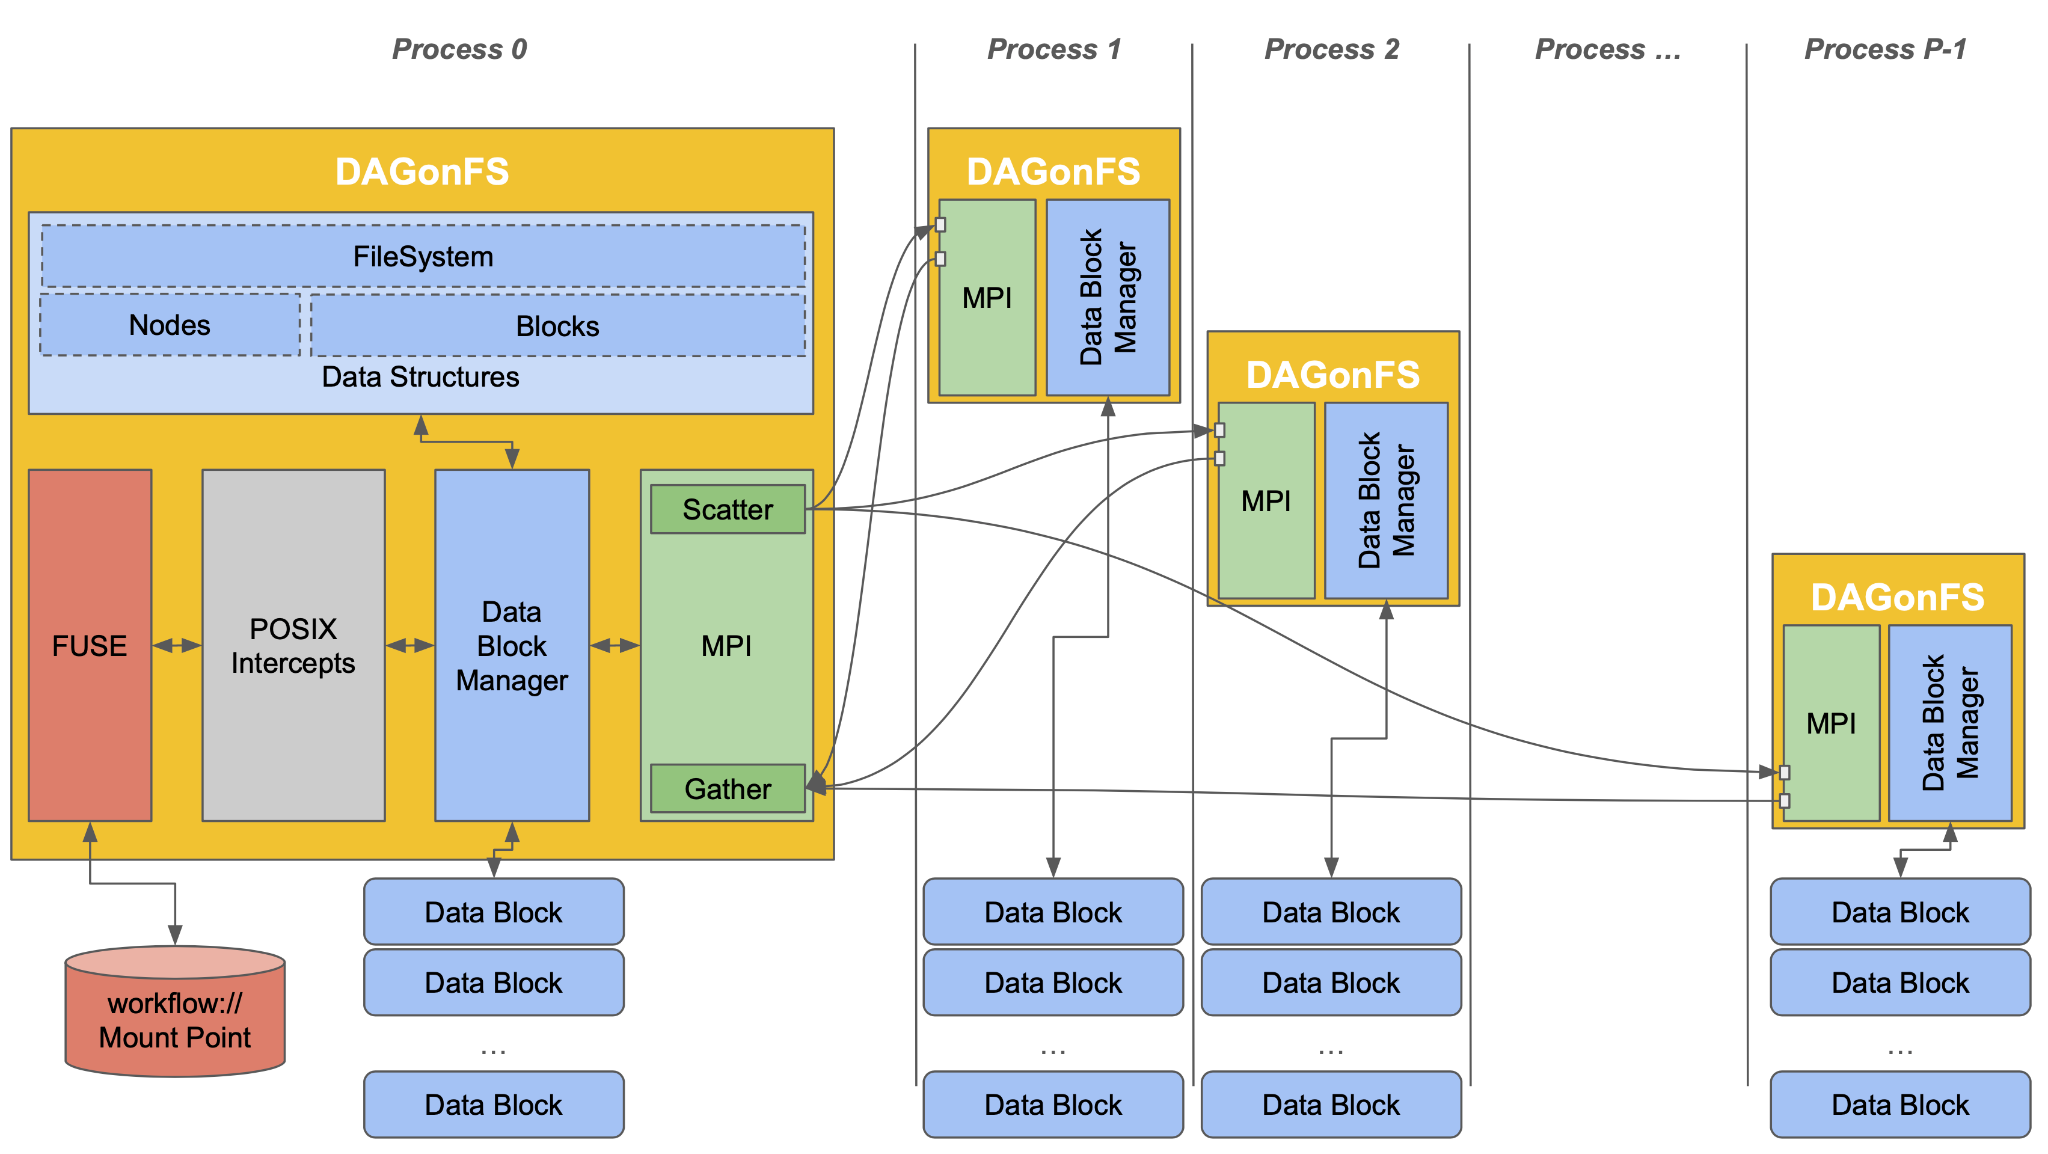 Process 0
Process 1
Process 2
Process ...
Process P-1
DAGonFS
FileSystem
Nodes
Blocks
Data Structures
FUSE
POSIX
Intercepts
Data
Block
Manager
MPI
Scatter
Gather
workflow://
Mount Point
Data Block
Data Block
...
Data Block
DAGonFS
MPI
Data Block
Manager
Data Block
Data Block
...
Data Block
DAGonFS
MPI
Data Block
Manager
Data Block
Data Block
...
Data Block
DAGonFS
MPI
Data Block
Manager
Data Block
Data Block
...
Data Block